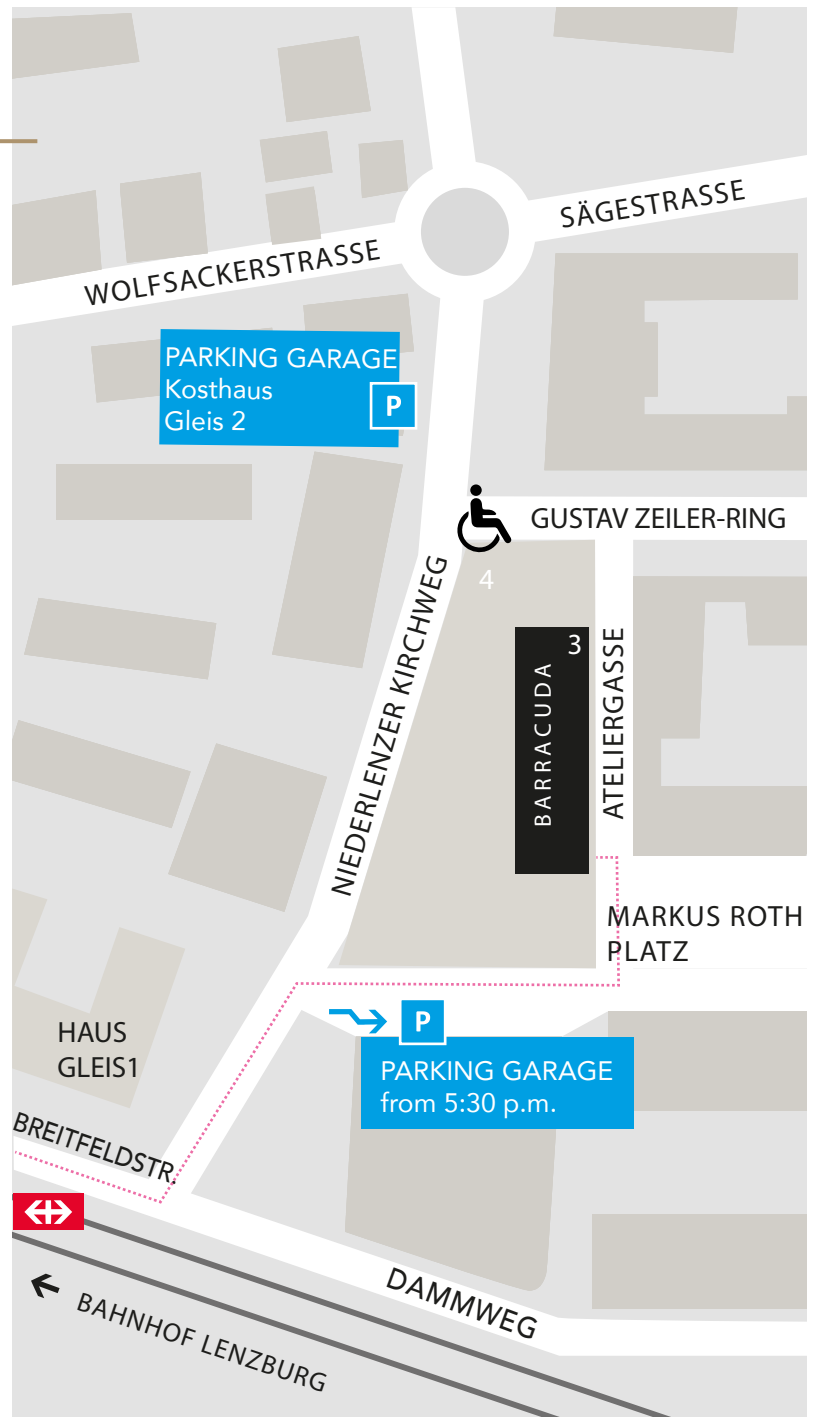 SÄGESTRASSE
WOLFSACKERSTRASSE
PARKING GARAGE
Kosthaus
Gleis 2
P
GUSTAV ZEILER-RING
4
NIEDERLENZER KIRCHWEG
3
BARRACUDA
ATELIERGASSE
MARKUS ROTH
PLATZ
P
HAUS
GLEIS1
PARKING GARAGE
from 5:30 p.m.
BREITFELDSTR.
DAMMWEG
BAHNHOF LENZBURG